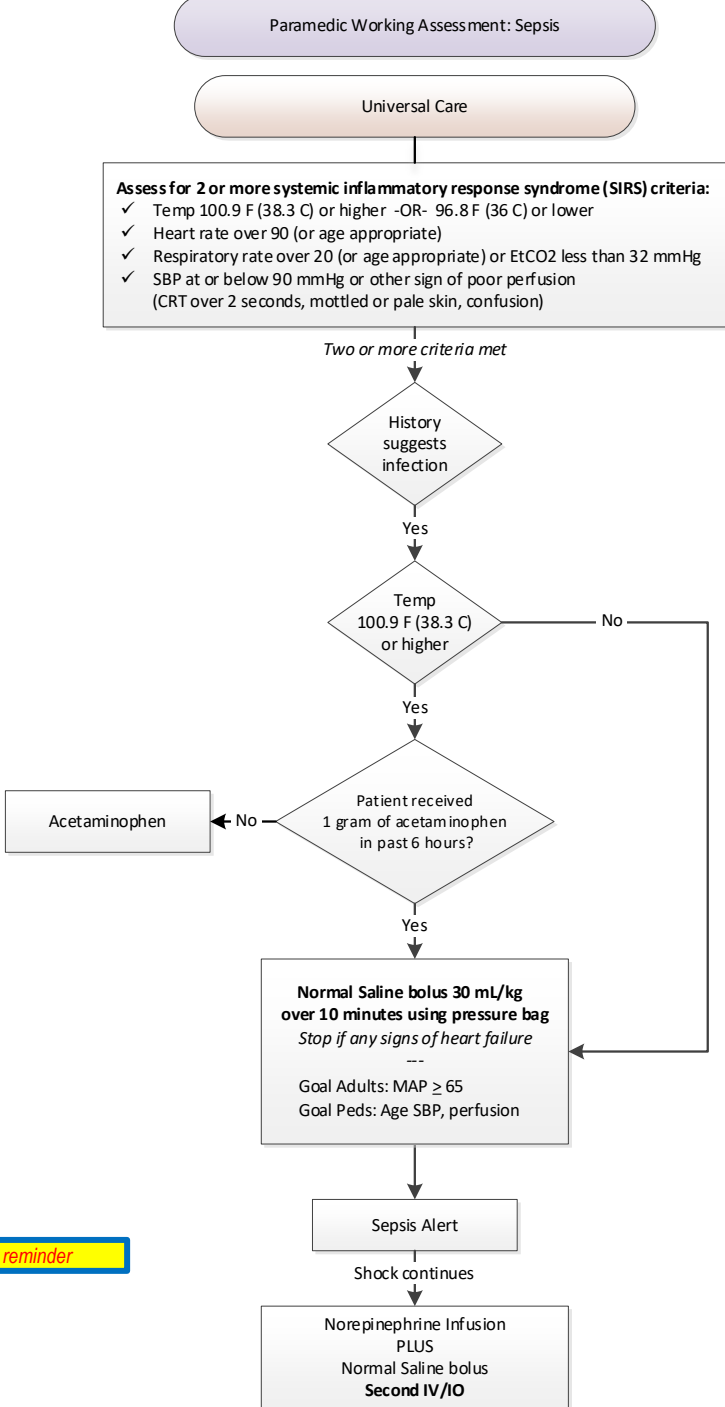 Paramedic Working Assessment: Sepsis
Universal Care
Assess for 2 or more systemic inflammatory response syndrome (SIRS) criteria:
✓ Temp 100.9 F (38.3 C) or higher -OR- 96.8 F (36 C) or lower
✓ Heart rate over 90 (or age appropriate)
✓ Respiratory rate over 20 (or age appropriate) or EtCO2 less than 32 mmHg
✓ SBP at or below 90 mmHg or other sign of poor perfusion
(CRT over 2 seconds, mottled or pale skin, confusion)
Two or more criteria met
History
suggests
infection
Yes
Temp
100.9 F (38.3 C)
or higher
No
Yes
Patient received
1 gram of acetaminophen
in past 6 hours?
No
Acetaminophen
Yes
Normal Saline bolus 30 mL/kg
over 10 minutes using pressure bag
Stop if any signs of heart failure
---
Goal Adults: MAP ≥ 65
Goal Peds: Age SBP, perfusion
Sepsis Alert
reminder
Shock continues
Norepinephrine Infusion
PLUS
Normal Saline bolus
Second IV/IO